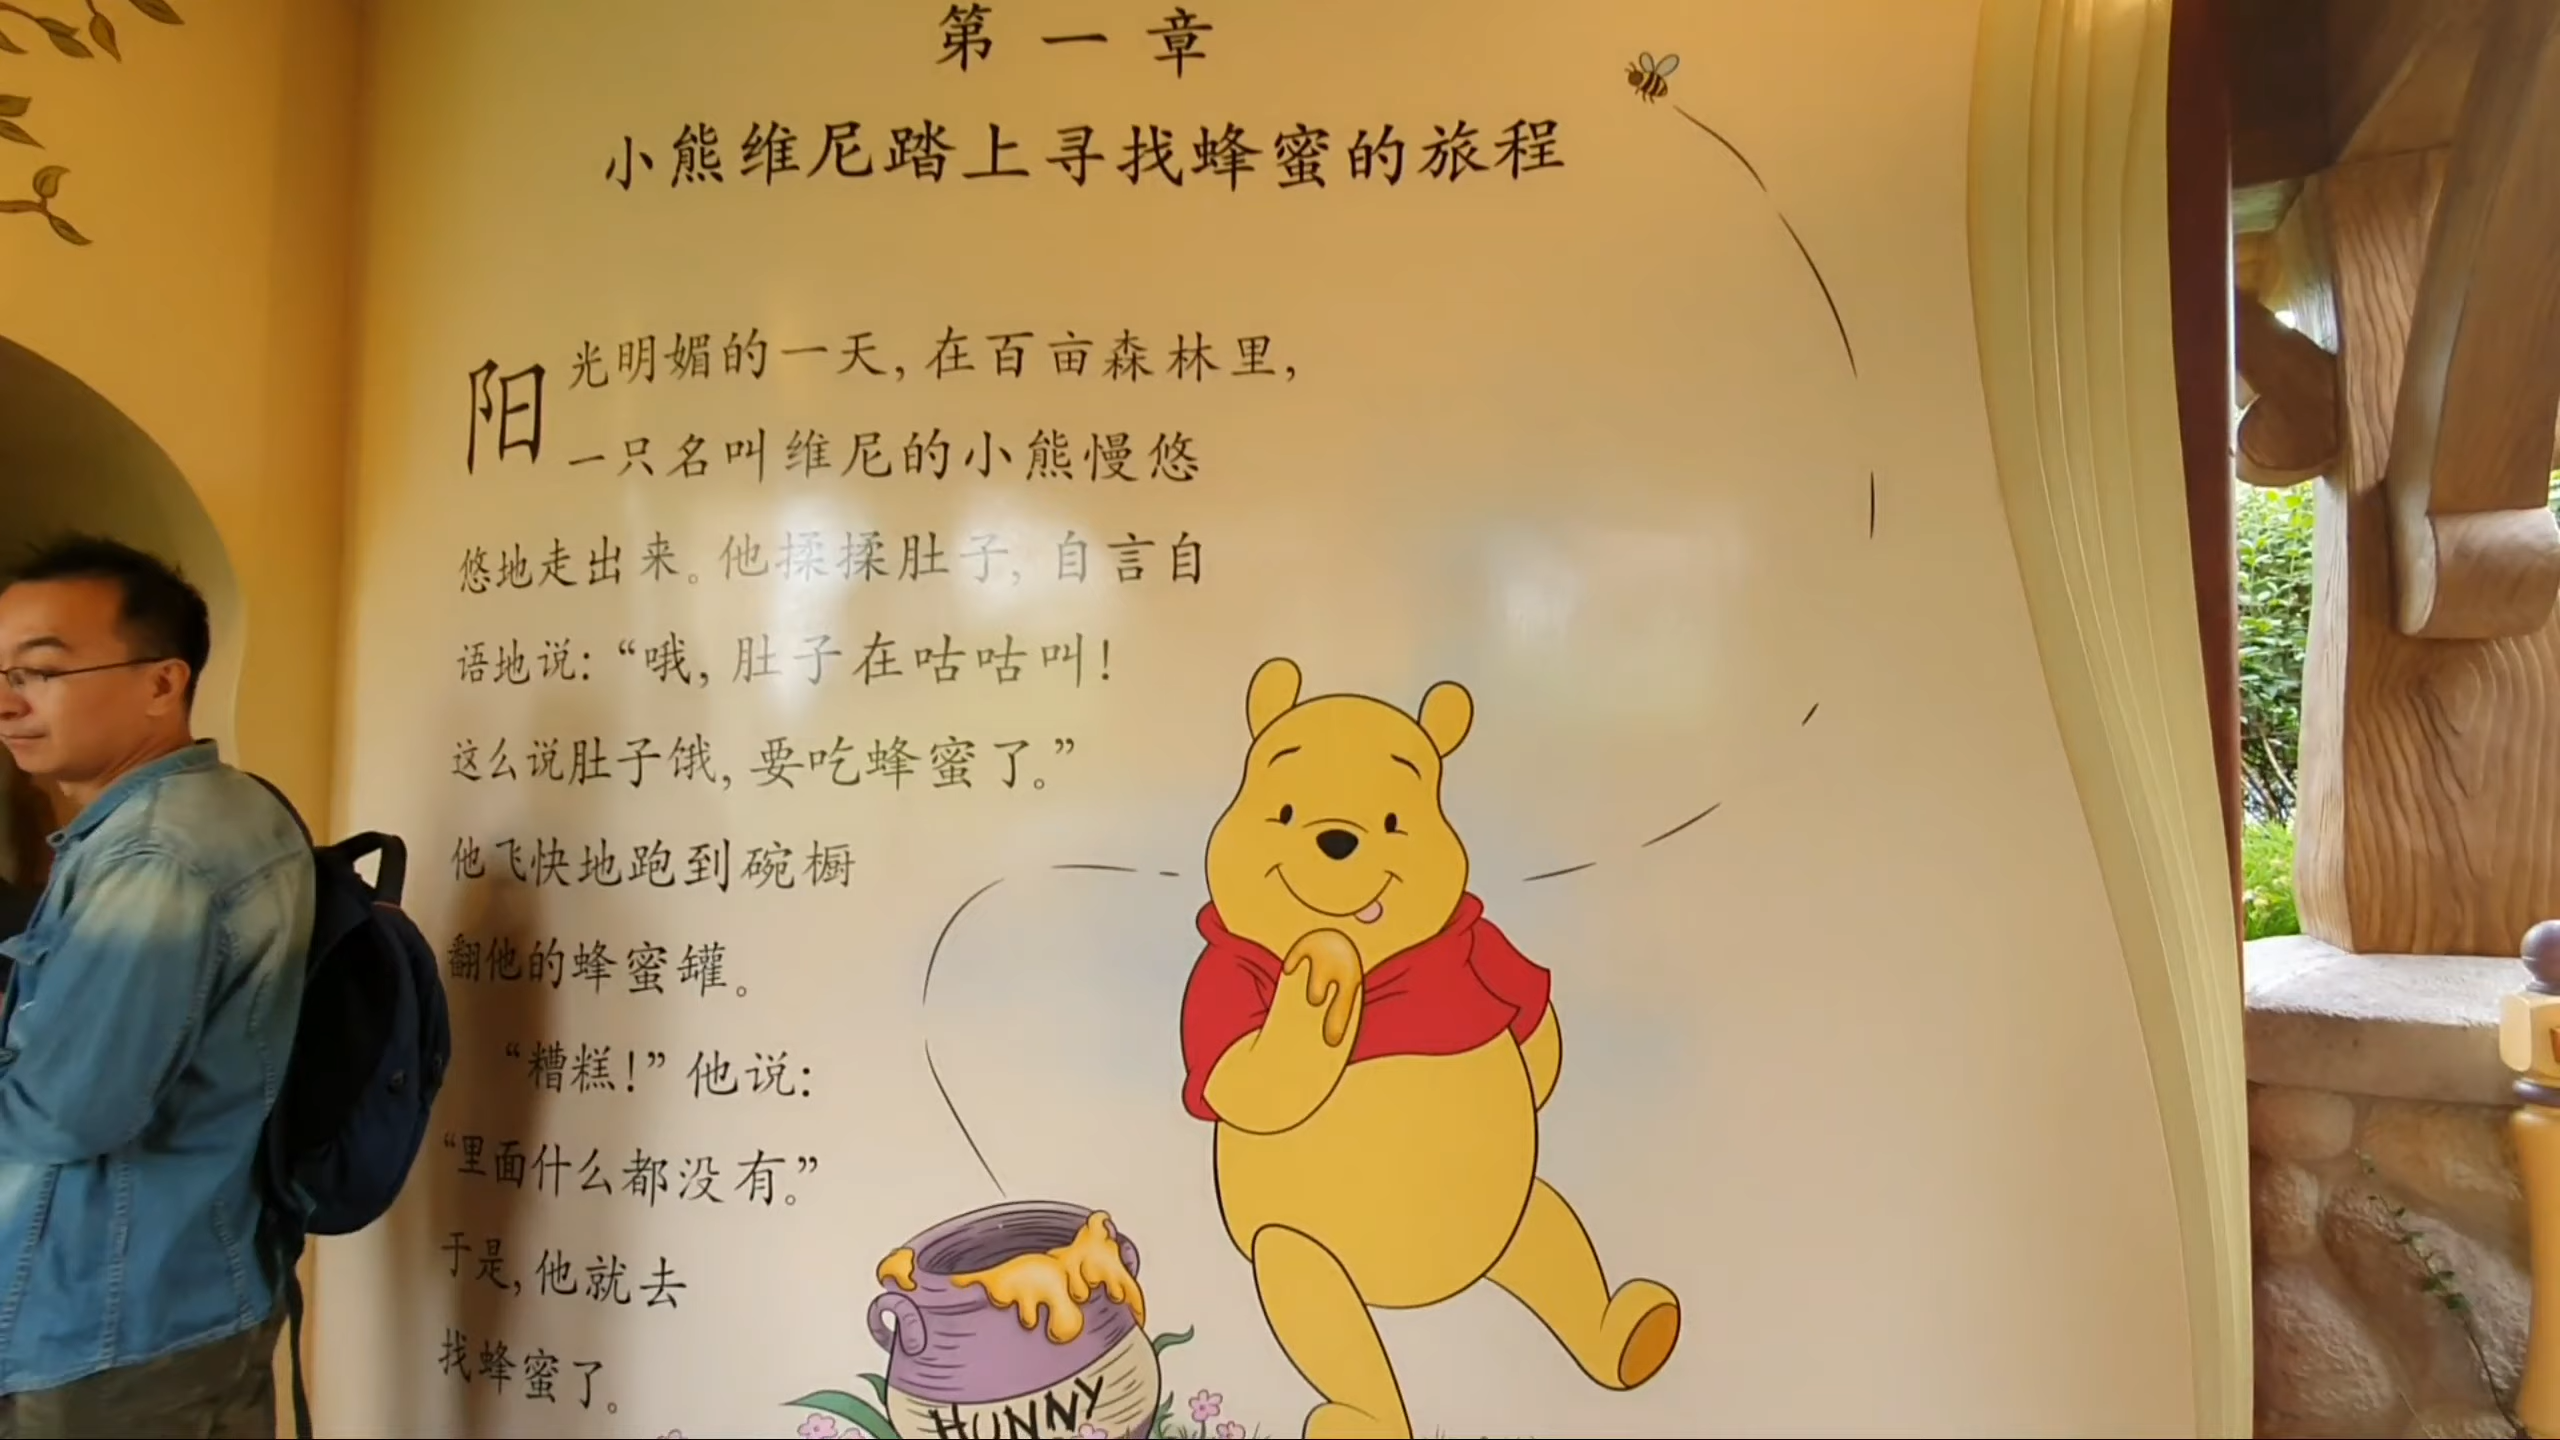 第一章
小熊维尼踏上寻找蜂蜜的旅程
阳光明媚的一天，在百亩森林里，
一只名叫维尼的小熊慢悠
悠地走出来。他揉揉肚子，自言自
语地说：“哦，肚子在咕咕叫！
这么说肚子饿，要吃蜂蜜了。”
他飞快地跑到碗橱
翻他的蜂蜜罐。
“糟糕！”他说：
“里面什么都没有。”
于是，他就去
找蜂蜜了。
HUNNY